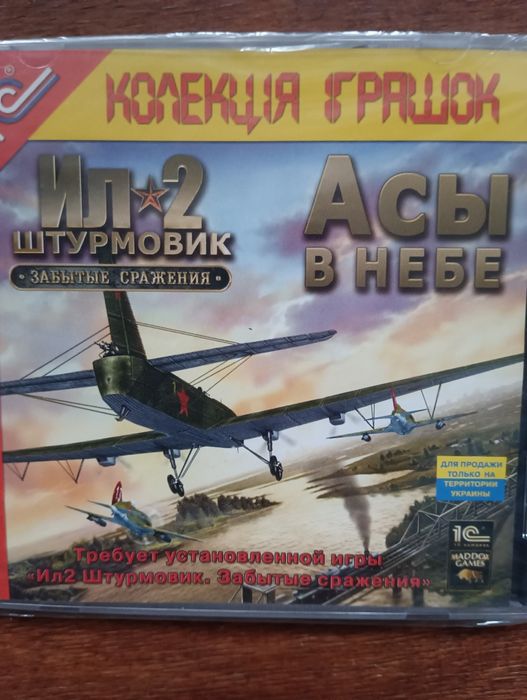 ®
КОЛЕКЦІЯ ІГРАШОК
Ил 2
ШТУРМОВИК
• ЗАБЫТЫЕ СРАЖЕНИЯ •
Асы
В НЕБЕ
ДЛЯ ПРОДАЖИ
ТОЛЬКО НА
ТЕРРИТОРИИ
УКРАИНЫ
Требует установленной игры
«Ил2 Штурмовик. Забытые сражения»
1С
MADDOX
GAMES